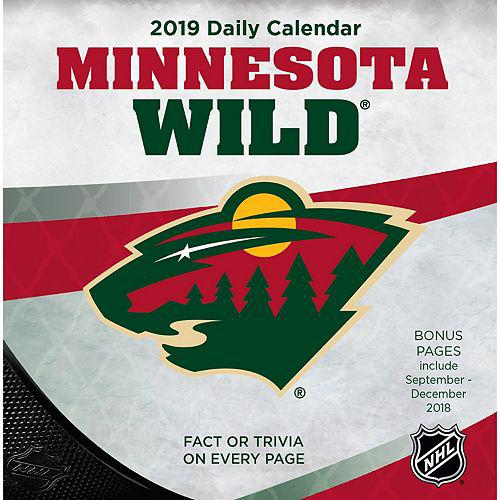 2019 Daily Calendar
MINNESOTA
WILD®
®
BONUS
PAGES
include
September -
December
2018
FACT OR TRIVIA
ON EVERY PAGE
NHL